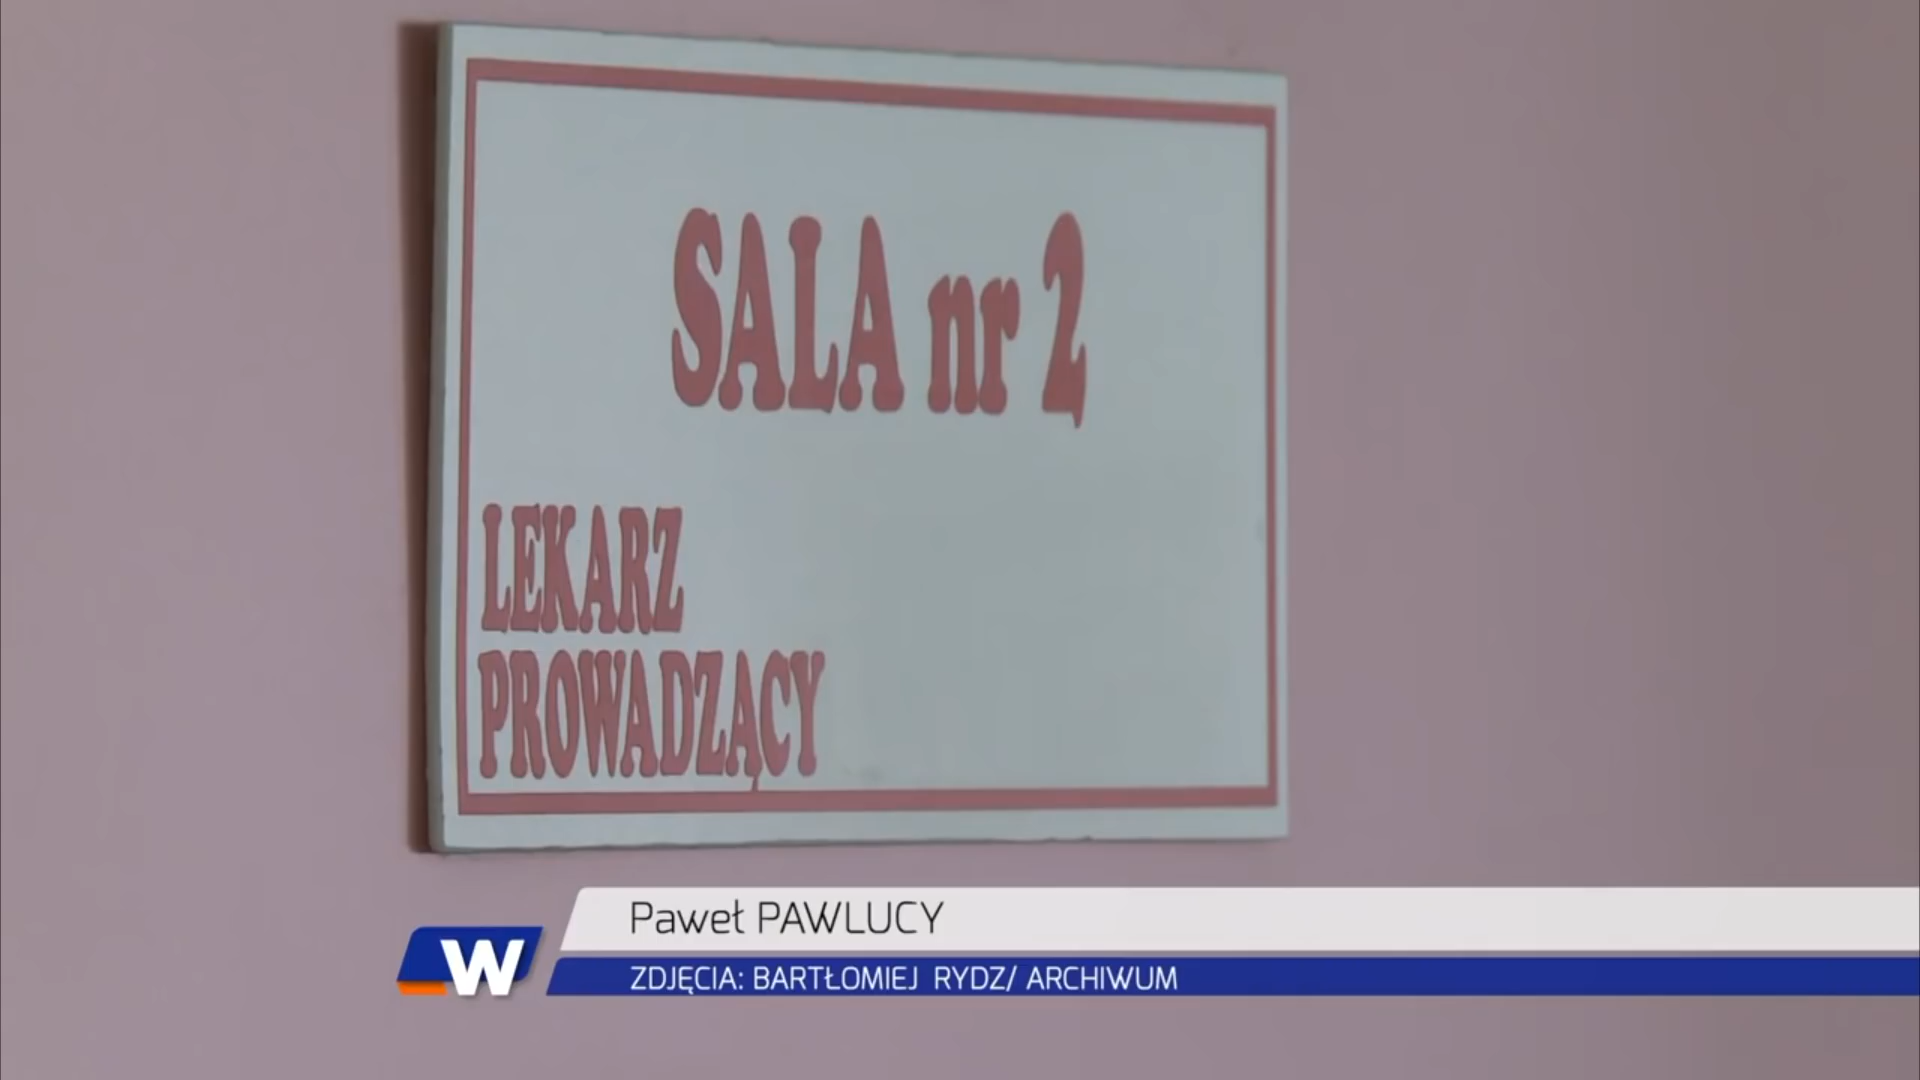 SALA nr 2
LEKARZ
PROWADZĄCY
Paweł PAWLUCY
W
ZDJĘCIA: BARTŁOMIEJ RYDZ/ ARCHIWUM